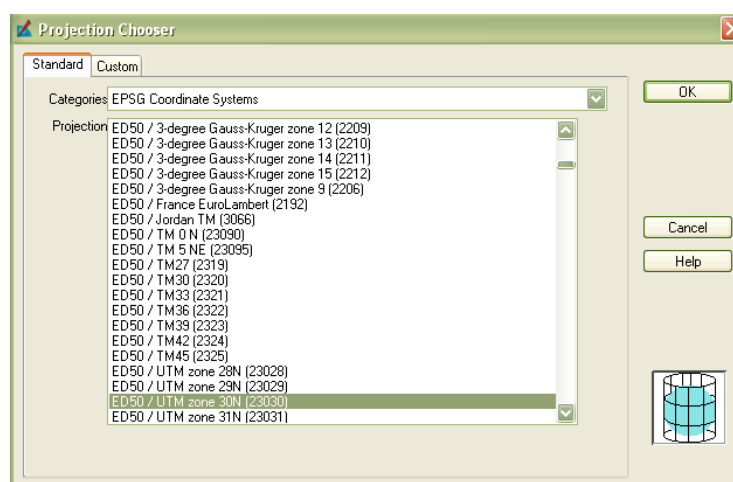 Projection Chooser
Standard Custom
Categories EPSG Coordinate Systems OK
Projection ED50 / 3-degree Gauss-Kruger zone 12 (2209)
ED50 / 3-degree Gauss-Kruger zone 13 (2210)
ED50 / 3-degree Gauss-Kruger zone 14 (2211)
ED50 / 3-degree Gauss-Kruger zone 15 (2212)
ED50 / 3-degree Gauss-Kruger zone 9 (2206)
ED50 / France EuroLambert (2192)
ED50 / Jordan TM (3066)
ED50 / TM 0 N (23090) Cancel
ED50 / TM 5 NE (23095)
ED50 / TM27 (2319) Help
ED50 / TM30 (2320)
ED50 / TM33 (2321)
ED50 / TM36 (2322)
ED50 / TM39 (2323)
ED50 / TM42 (2324)
ED50 / TM45 (2325)
ED50 / UTM zone 28N (23028)
ED50 / UTM zone 29N (23029)
ED50 / UTM zone 30N (23030)
ED50 / UTM zone 31N (23031)